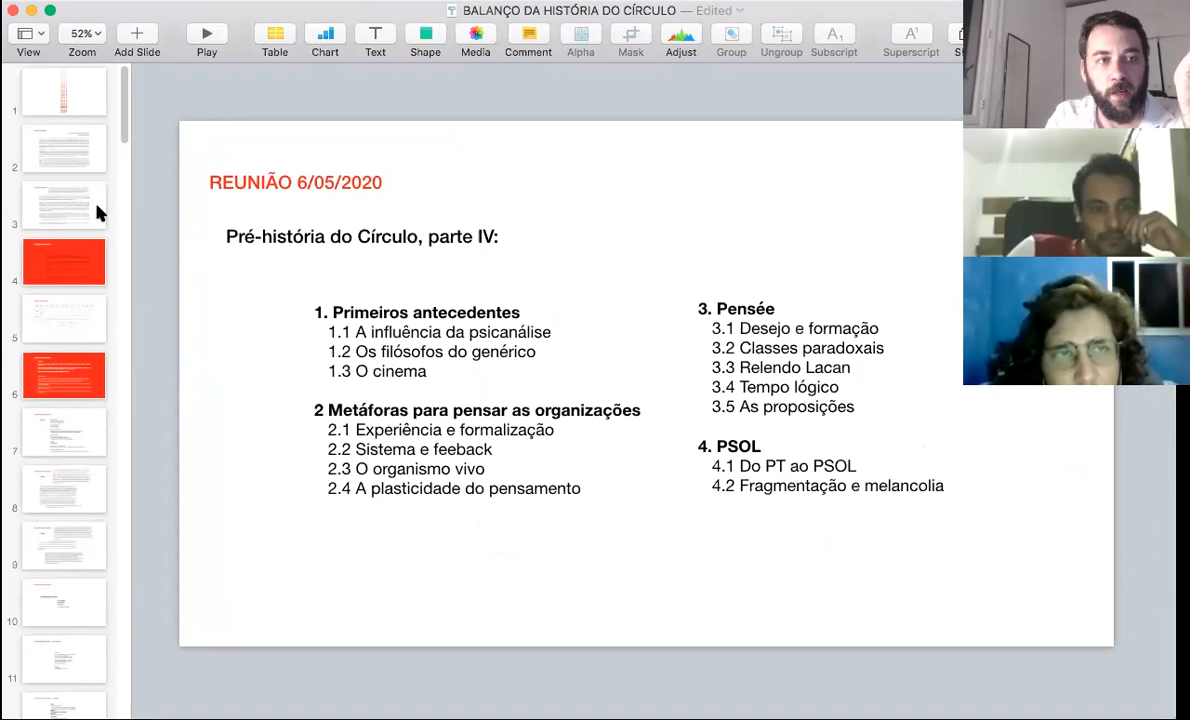 BALANÇO DA HISTÓRIA DO CÍRCULO — Edited
52%
View
Zoom
Add Slide
Play
Table
Chart
Text
Shape
Media
Comment
Alpha
Mask
Adjust
Group
Ungroup
Subscript
Superscript
REUNIÃO 6/05/2020
Pré-história do Círculo, parte IV:
1. Primeiros antecedentes
1.1 A influência da psicanálise
1.2 Os filósofos do genérico
1.3 O cinema
2 Metáforas para pensar as organizações
2.1 Experiência e formalização
2.2 Sistema e feeback
2.3 O organismo vivo
2.4 A plasticidade do pensamento
3. Pensée
3.1 Desejo e formação
3.2 Classes paradoxais
3.3 Relendo Lacan
3.4 Tempo lógico
3.5 As proposições
4. PSOL
4.1 Do PT ao PSOL
4.2 Fragmentação e melancolia
1
2
3
4
5
6
7
8
9
10
11